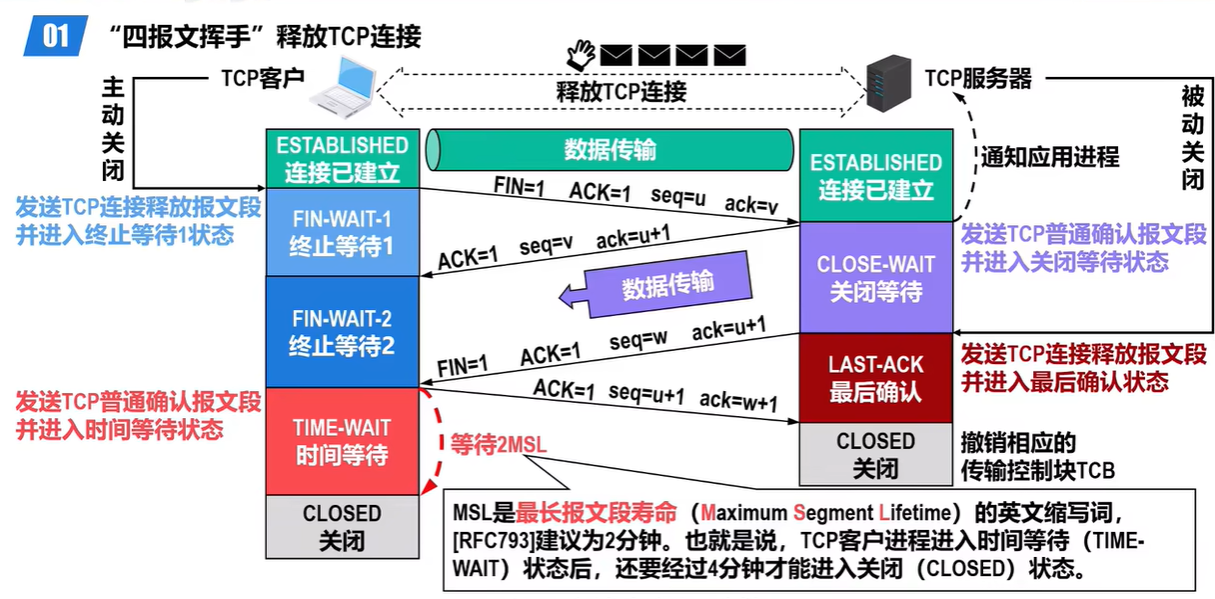 01 “四报文挥手”释放TCP连接
TCP客户
释放TCP连接
TCP服务器
主动关闭
被动关闭
ESTABLISHED
连接已建立
数据传输
ESTABLISHED
连接已建立
通知应用进程
FIN=1 ACK=1 seq=u ack=v
发送TCP连接释放报文段
并进入终止等待1状态
FIN-WAIT-1
终止等待1
ACK=1 seq=v ack=u+1
CLOSE-WAIT
关闭等待
发送TCP普通确认报文段
并进入关闭等待状态
数据传输
FIN-WAIT-2
终止等待2
FIN=1 ACK=1 seq=w ack=u+1
LAST-ACK
最后确认
发送TCP连接释放报文段
并进入最后确认状态
ACK=1 seq=u+1 ack=w+1
发送TCP普通确认报文段
并进入时间等待状态
TIME-WAIT
时间等待
等待2MSL
CLOSED
关闭
撤销相应的
传输控制块TCB
CLOSED
关闭
MSL是最长报文段寿命（Maximum Segment Lifetime）的英文缩写词，
[RFC793]建议为2分钟。也就是说，TCP客户进程进入时间等待（TIME-
WAIT）状态后，还要经过4分钟才能进入关闭（CLOSED）状态。